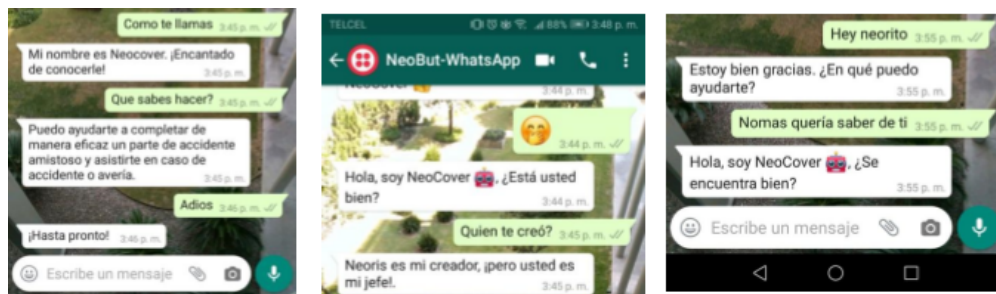 Como te llamas 3:45 p. m.
Mi nombre es Neocover. ¡Encantado
de conocerle!
3:45 p. m.
Que sabes hacer? 3:45 p. m.
Puedo ayudarte a completar de
manera eficaz un parte de accidente
amistoso y asistirte en caso de
accidente o avería.
3:45 p. m.
Adios 3:46 p. m.
¡Hasta pronto! 3:46 p. m.
Escribe un mensaje
TELCEL 88% 3:48 p. m.
NeoBut-WhatsApp
NeoCover
3:44 p. m.
3:44 p. m.
Hola, soy NeoCover 🤖, ¿Está usted
bien?
3:44 p. m.
Quien te creó? 3:45 p. m.
Neoris es mi creador, ¡pero usted es
mi jefe!.
3:45 p. m.
Hey neorito 3:55 p. m.
Estoy bien gracias. ¿En qué puedo
ayudarte?
3:55 p. m.
Nomas quería saber de ti 3:55 p. m.
Hola, soy NeoCover 🤖, ¿Se
encuentra bien?
3:55 p. m.
Escribe un mensaje